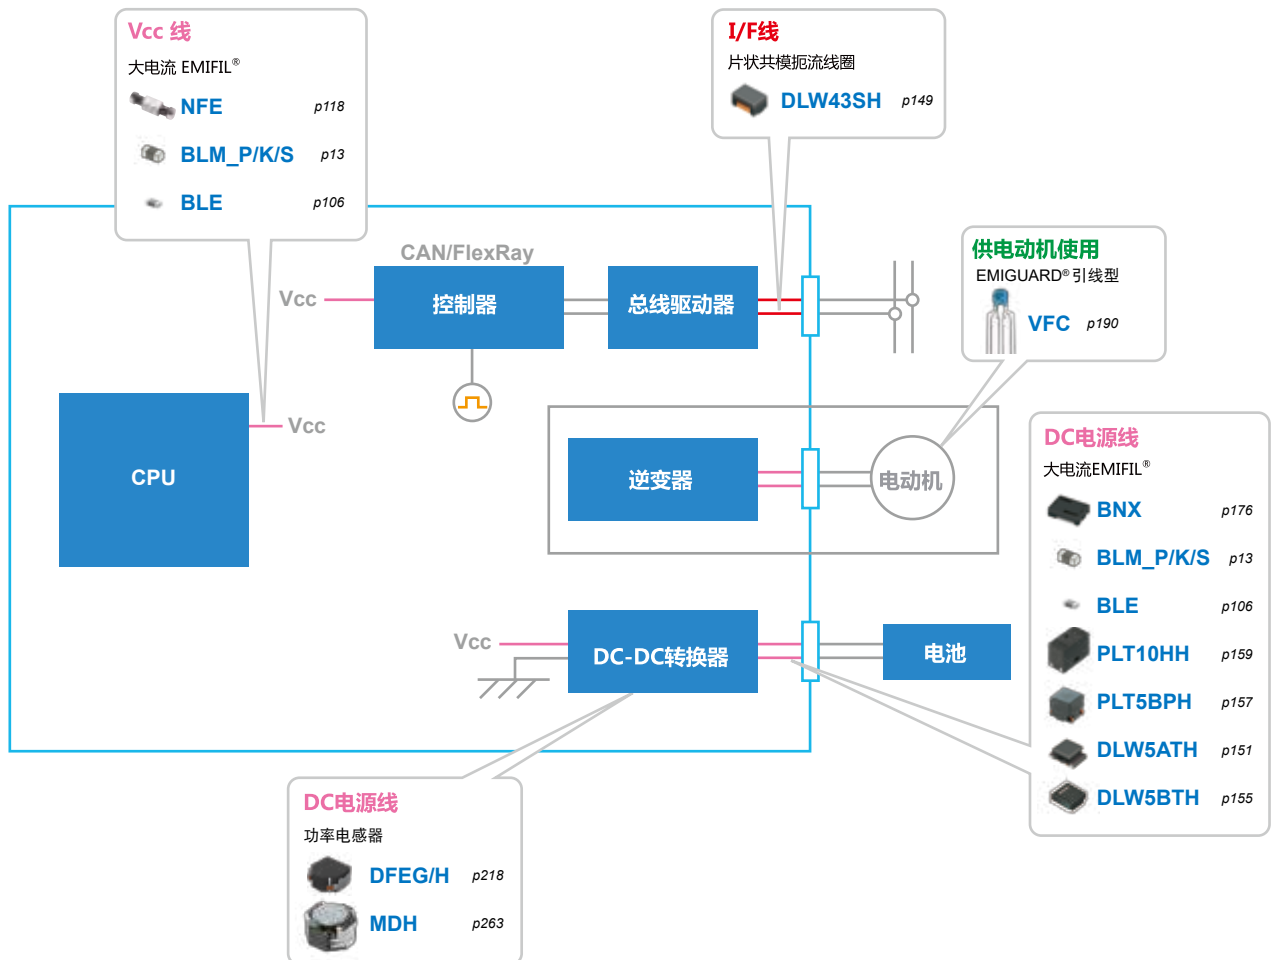 Vcc 线
大电流 EMIFIL®
NFE p118
BLM_P/K/S p13
BLE p106
I/F线
片状共模扼流线圈
DLW43SH p149
供电动机使用
EMIGUARD®引线型
VFC p190
CAN/FlexRay
Vcc
控制器
总线驱动器
CPU
Vcc
逆变器
电动机
Vcc
DC-DC转换器
电池
DC电源线
大电流EMIFIL®
BNX p176
BLM_P/K/S p13
BLE p106
PLT10HH p159
PLT5BPH p157
DLW5ATH p151
DLW5BTH p155
DC电源线
功率电感器
DFEG/H p218
MDH p263